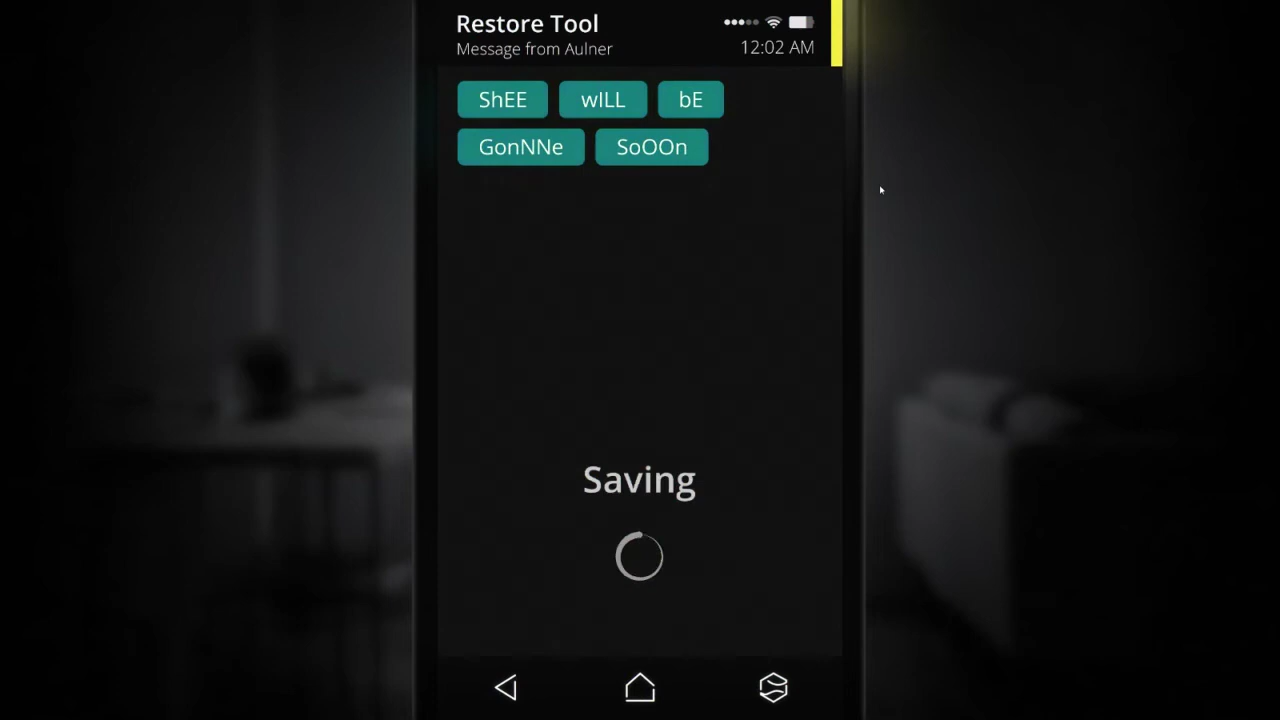 Restore Tool
Message from Aulner
12:02 AM
ShEE wILL bE
GonNNe SoOOn
Saving